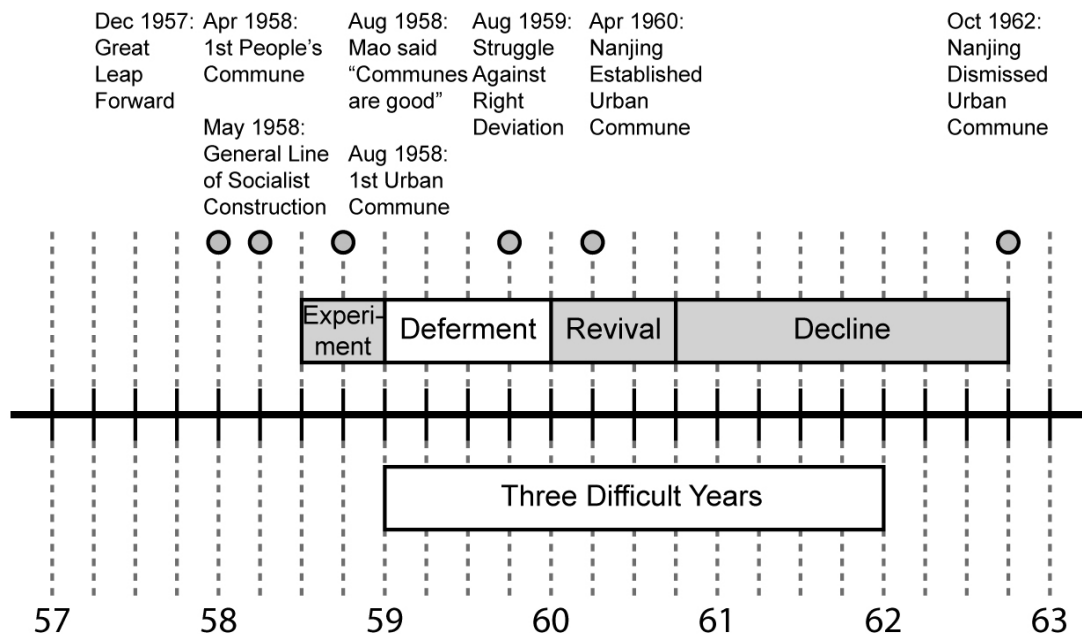 Dec 1957:
Great
Leap
Forward
Apr 1958:
1st People’s
Commune
May 1958:
General Line
of Socialist
Construction
Aug 1958:
Mao said
“Communes
are good”
Aug 1958:
1st Urban
Commune
Aug 1959:
Struggle
Against
Right
Deviation
Apr 1960:
Nanjing
Established
Urban
Commune
Oct 1962:
Nanjing
Dismissed
Urban
Commune
Experi-
ment
Deferment
Revival
Decline
Three Difficult Years
57 58 59 60 61 62 63